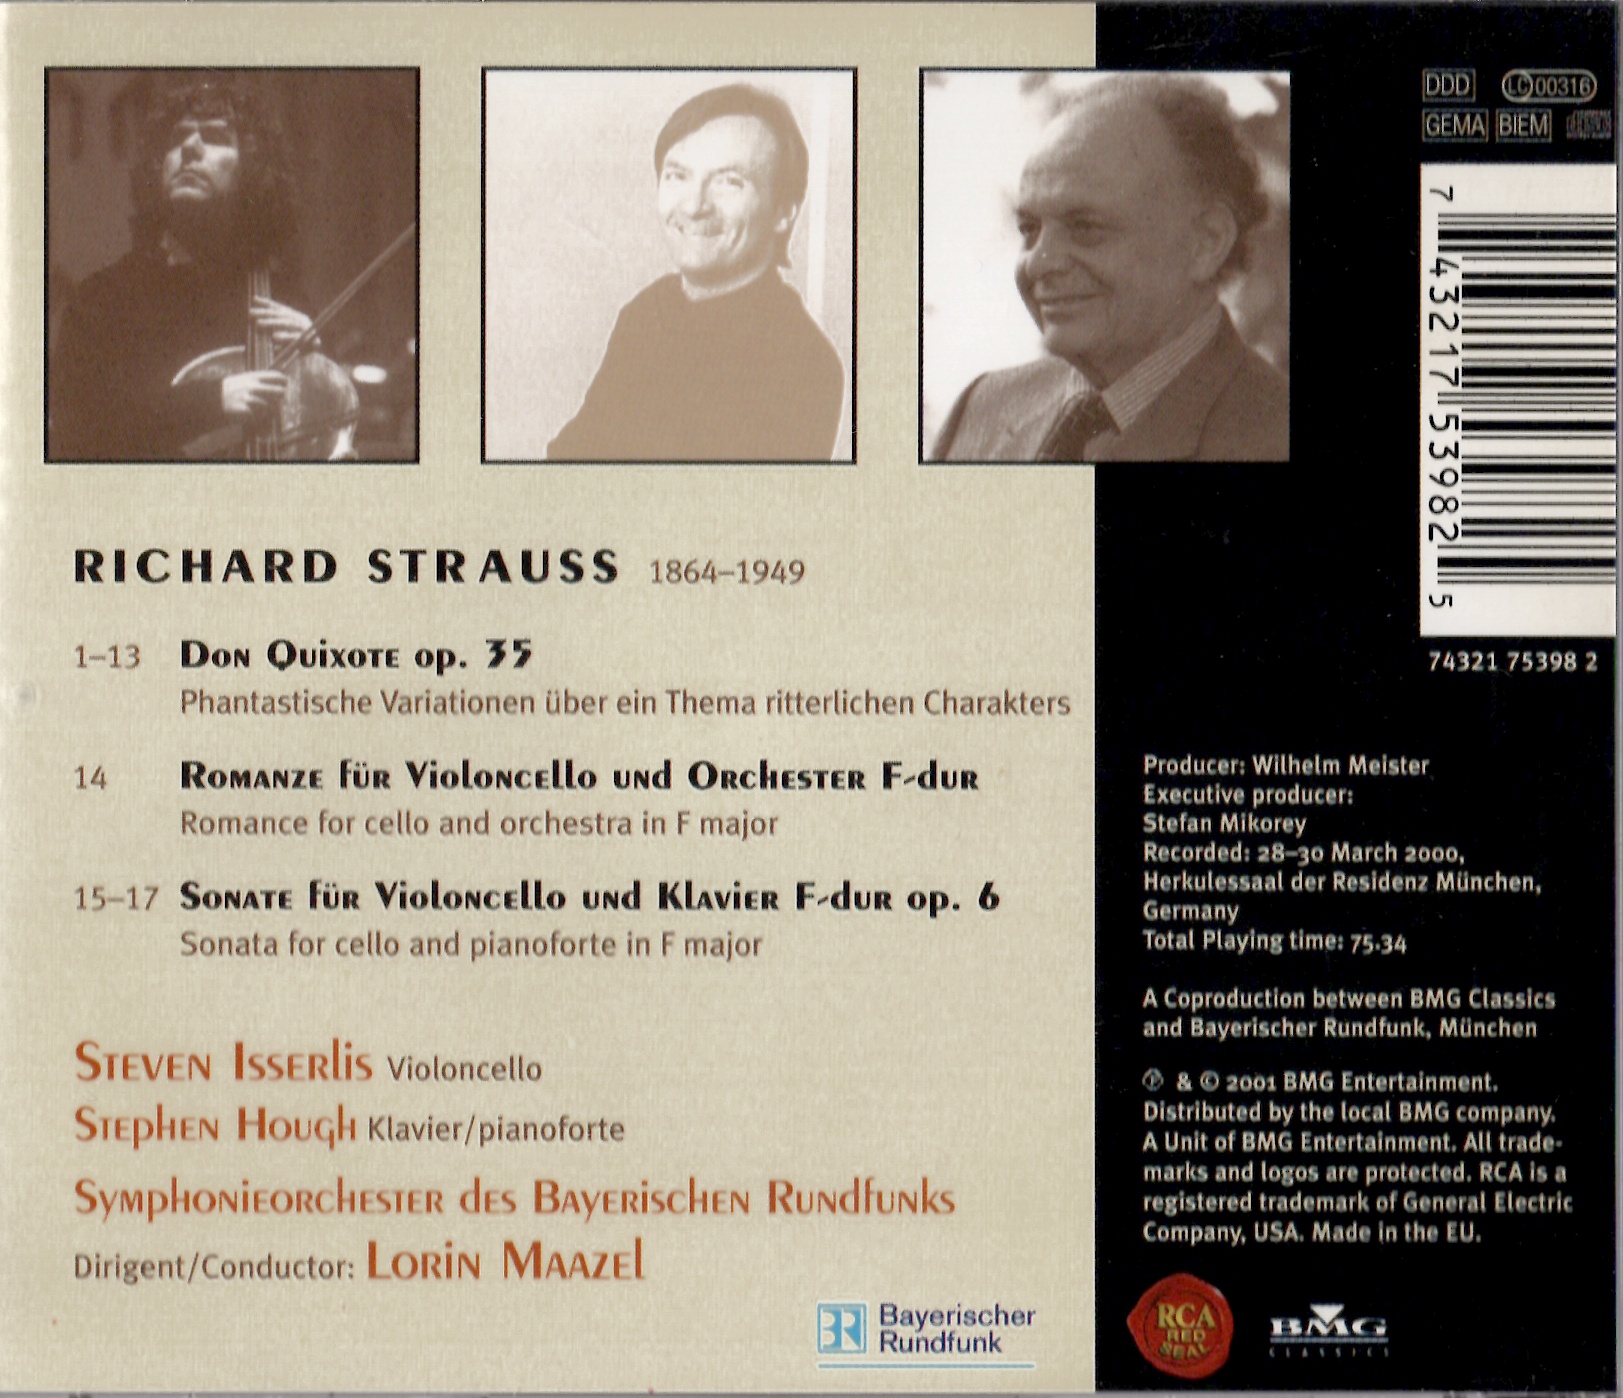 RICHARD STRAUSS 1864–1949
1–13 Don Quixote op. 35
Phantastische Variationen über ein Thema ritterlichen Charakters
14 Romanze für Violoncello und Orchester F-dur
Romance for cello and orchestra in F major
15–17 Sonate für Violoncello und Klavier F-dur op. 6
Sonata for cello and pianoforte in F major
Steven Isserlis Violoncello
Stephen Hough Klavier/pianoforte
Symphonieorchester des Bayerischen Rundfunks
Dirigent/Conductor: Lorin Maazel
BR Bayerischer
Rundfunk
DDD LC 00316
GEMA BIEM
7 43217 53982 5
74321 75398 2
Producer: Wilhelm Meister
Executive producer:
Stefan Mikorey
Recorded: 28–30 March 2000,
Herkulessaal der Residenz München,
Germany
Total Playing time: 75.34
A Coproduction between BMG Classics
and Bayerischer Rundfunk, München
℗ & © 2001 BMG Entertainment.
Distributed by the local BMG company.
A Unit of BMG Entertainment. All trade-
marks and logos are protected. RCA is a
registered trademark of General Electric
Company, USA. Made in the EU.
RCA
RED
SEAL
BMG
CLASSICS